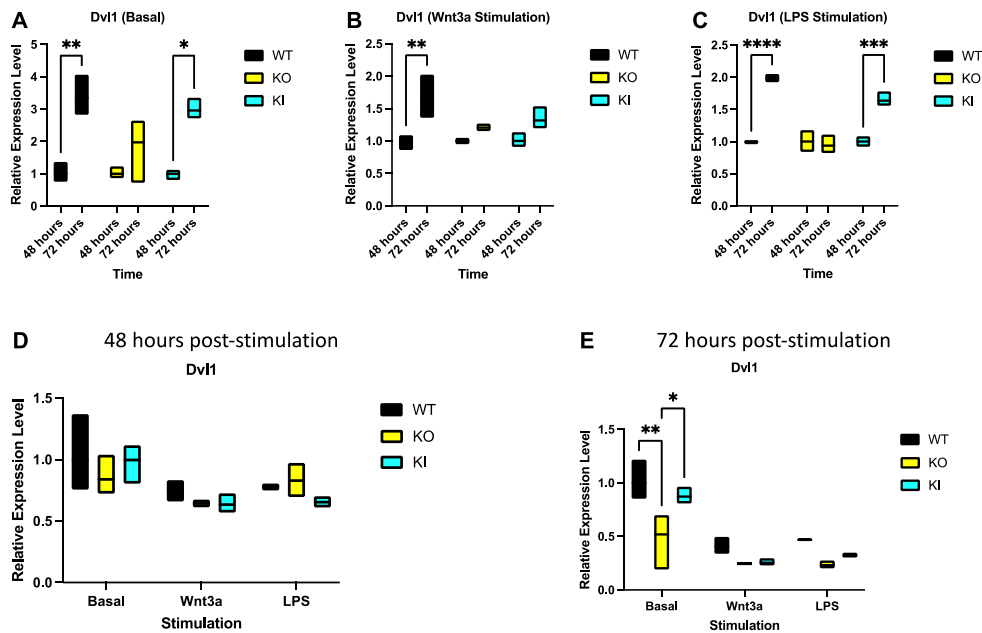 A
Dvl1 (Basal)
Relative Expression Level
5
4
3
2
1
0
**
*
WT
KO
KI
48 hours
72 hours
48 hours
72 hours
48 hours
72 hours
Time
B
Dvl1 (Wnt3a Stimulation)
Relative Expression Level
2.5
2.0
1.5
1.0
0.5
0.0
**
WT
KO
KI
48 hours
72 hours
48 hours
72 hours
48 hours
72 hours
Time
C
Dvl1 (LPS Stimulation)
Relative Expression Level
2.5
2.0
1.5
1.0
0.5
0.0
****
***
WT
KO
KI
48 hours
72 hours
48 hours
72 hours
48 hours
72 hours
Time
D
48 hours post-stimulation
Dvl1
Relative Expression Level
1.5
1.0
0.5
0.0
WT
KO
KI
Basal
Wnt3a
LPS
Stimulation
E
72 hours post-stimulation
Dvl1
Relative Expression Level
1.5
1.0
0.5
0.0
**
*
WT
KO
KI
Basal
Wnt3a
LPS
Stimulation